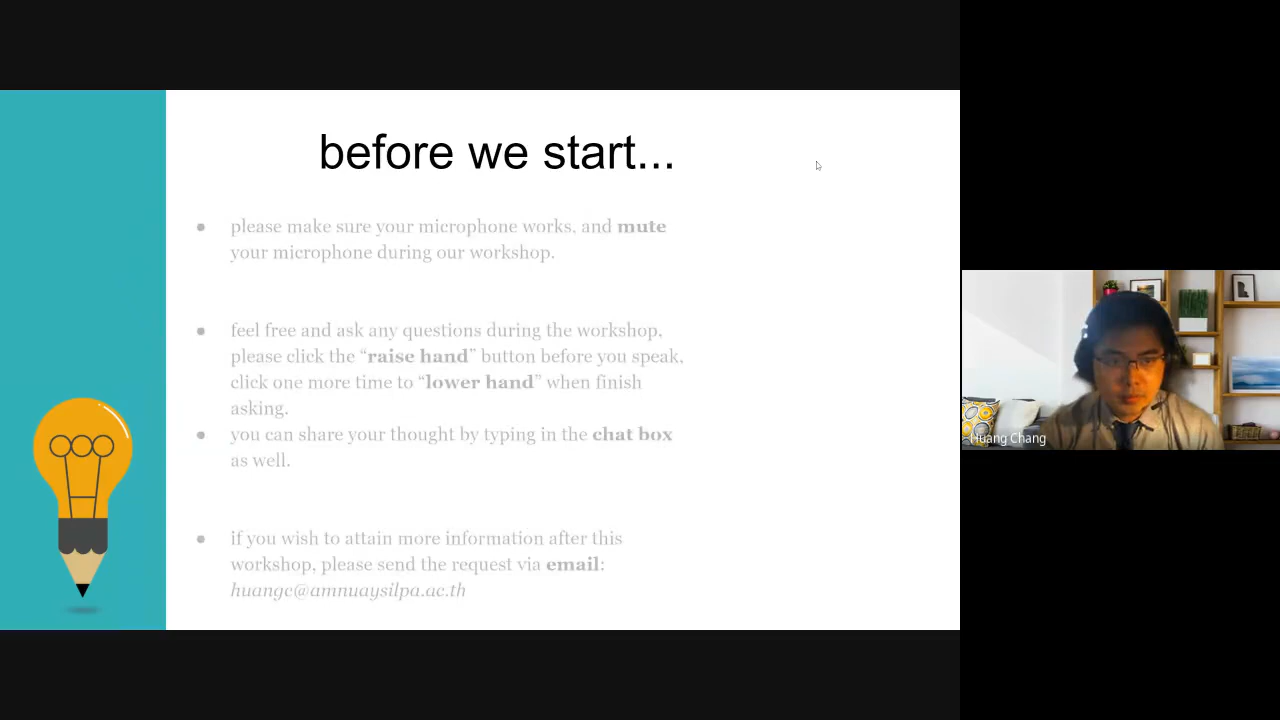 before we start...
● please make sure your microphone works, and mute
your microphone during our workshop.
● feel free and ask any questions during the workshop,
please click the “raise hand” button before you speak,
click one more time to “lower hand” when finish
asking.
● you can share your thought by typing in the chat box
as well.
● if you wish to attain more information after this
workshop, please send the request via email:
huangc@amnuaysilpa.ac.th
Huang Chang